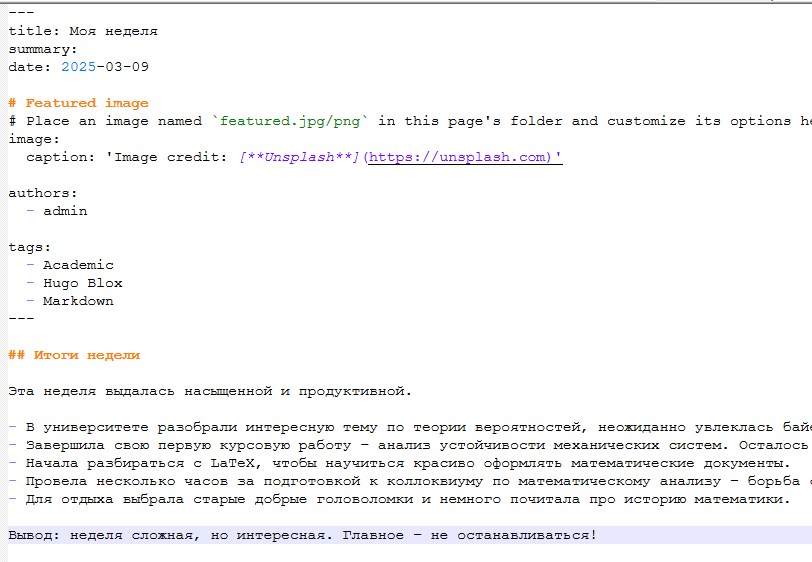 ---
title: Моя неделя
summary:
date: 2025-03-09
# Featured image
# Place an image named `featured.jpg/png` in this page's folder and customize its options
image:
  caption: 'Image credit: [**Unsplash**](https://unsplash.com)'
authors:
  - admin
tags:
  - Academic
  - Hugo Blox
  - Markdown
---
## Итоги недели
Эта неделя выдалась насыщенной и продуктивной.
- В университете разобрали интересную тему по теории вероятностей, неожиданно увлеклась
- Завершила свою первую курсовую работу – анализ устойчивости механических систем. Осталось
- Начала разбираться с LaTeX, чтобы научиться красиво оформлять математические документы.
- Провела несколько часов за подготовкой к коллоквиуму по математическому анализу – борьба
- Для отдыха выбрала старые добрые головоломки и немного почитала про историю математики.
Вывод: неделя сложная, но интересная. Главное – не останавливаться!